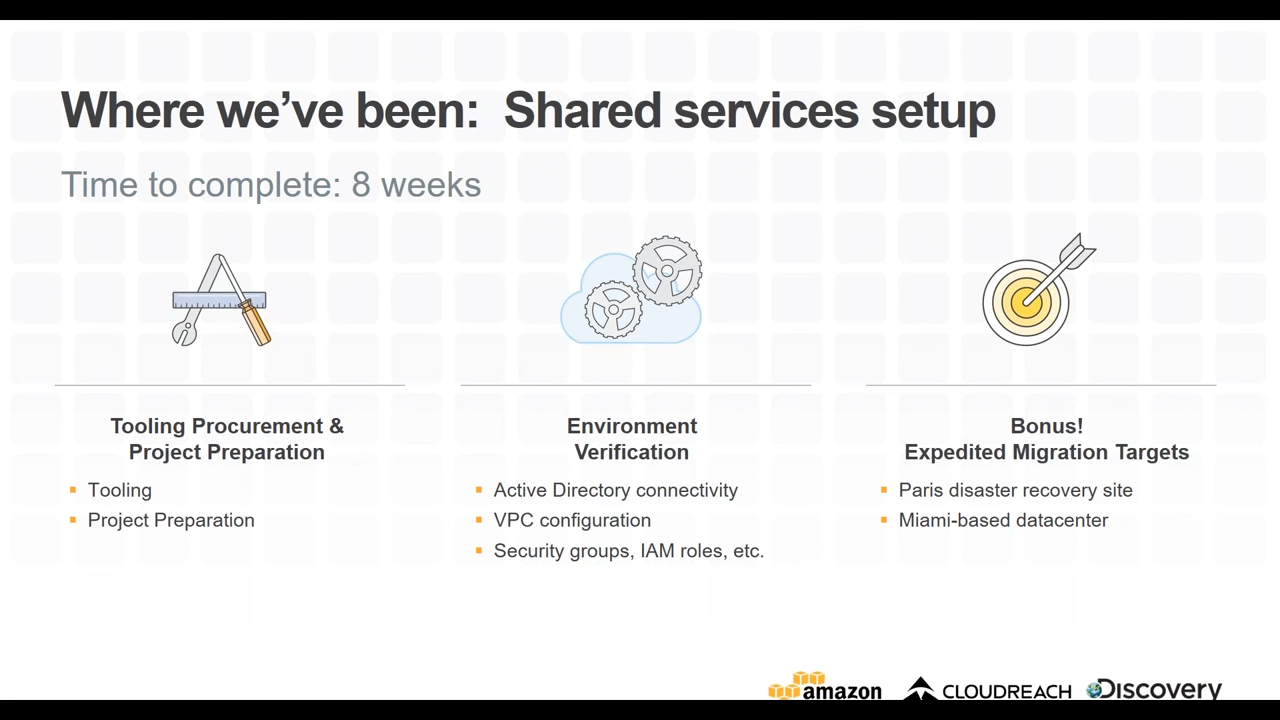 Where we’ve been:  Shared services setup
Time to complete: 8 weeks
Tooling Procurement &
Project Preparation
▪ Tooling
▪ Project Preparation
Environment
Verification
▪ Active Directory connectivity
▪ VPC configuration
▪ Security groups, IAM roles, etc.
Bonus!
Expedited Migration Targets
▪ Paris disaster recovery site
▪ Miami-based datacenter
amazon
CLOUDREACH
Discovery